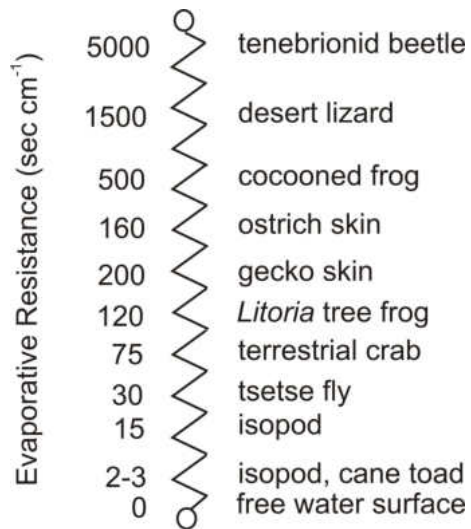 Evaporative Resistance (sec cm-1)
5000 tenebrionid beetle
1500 desert lizard
500 cocooned frog
160 ostrich skin
200 gecko skin
120 Litoria tree frog
75 terrestrial crab
30 tsetse fly
15 isopod
2-3 isopod, cane toad
0 free water surface